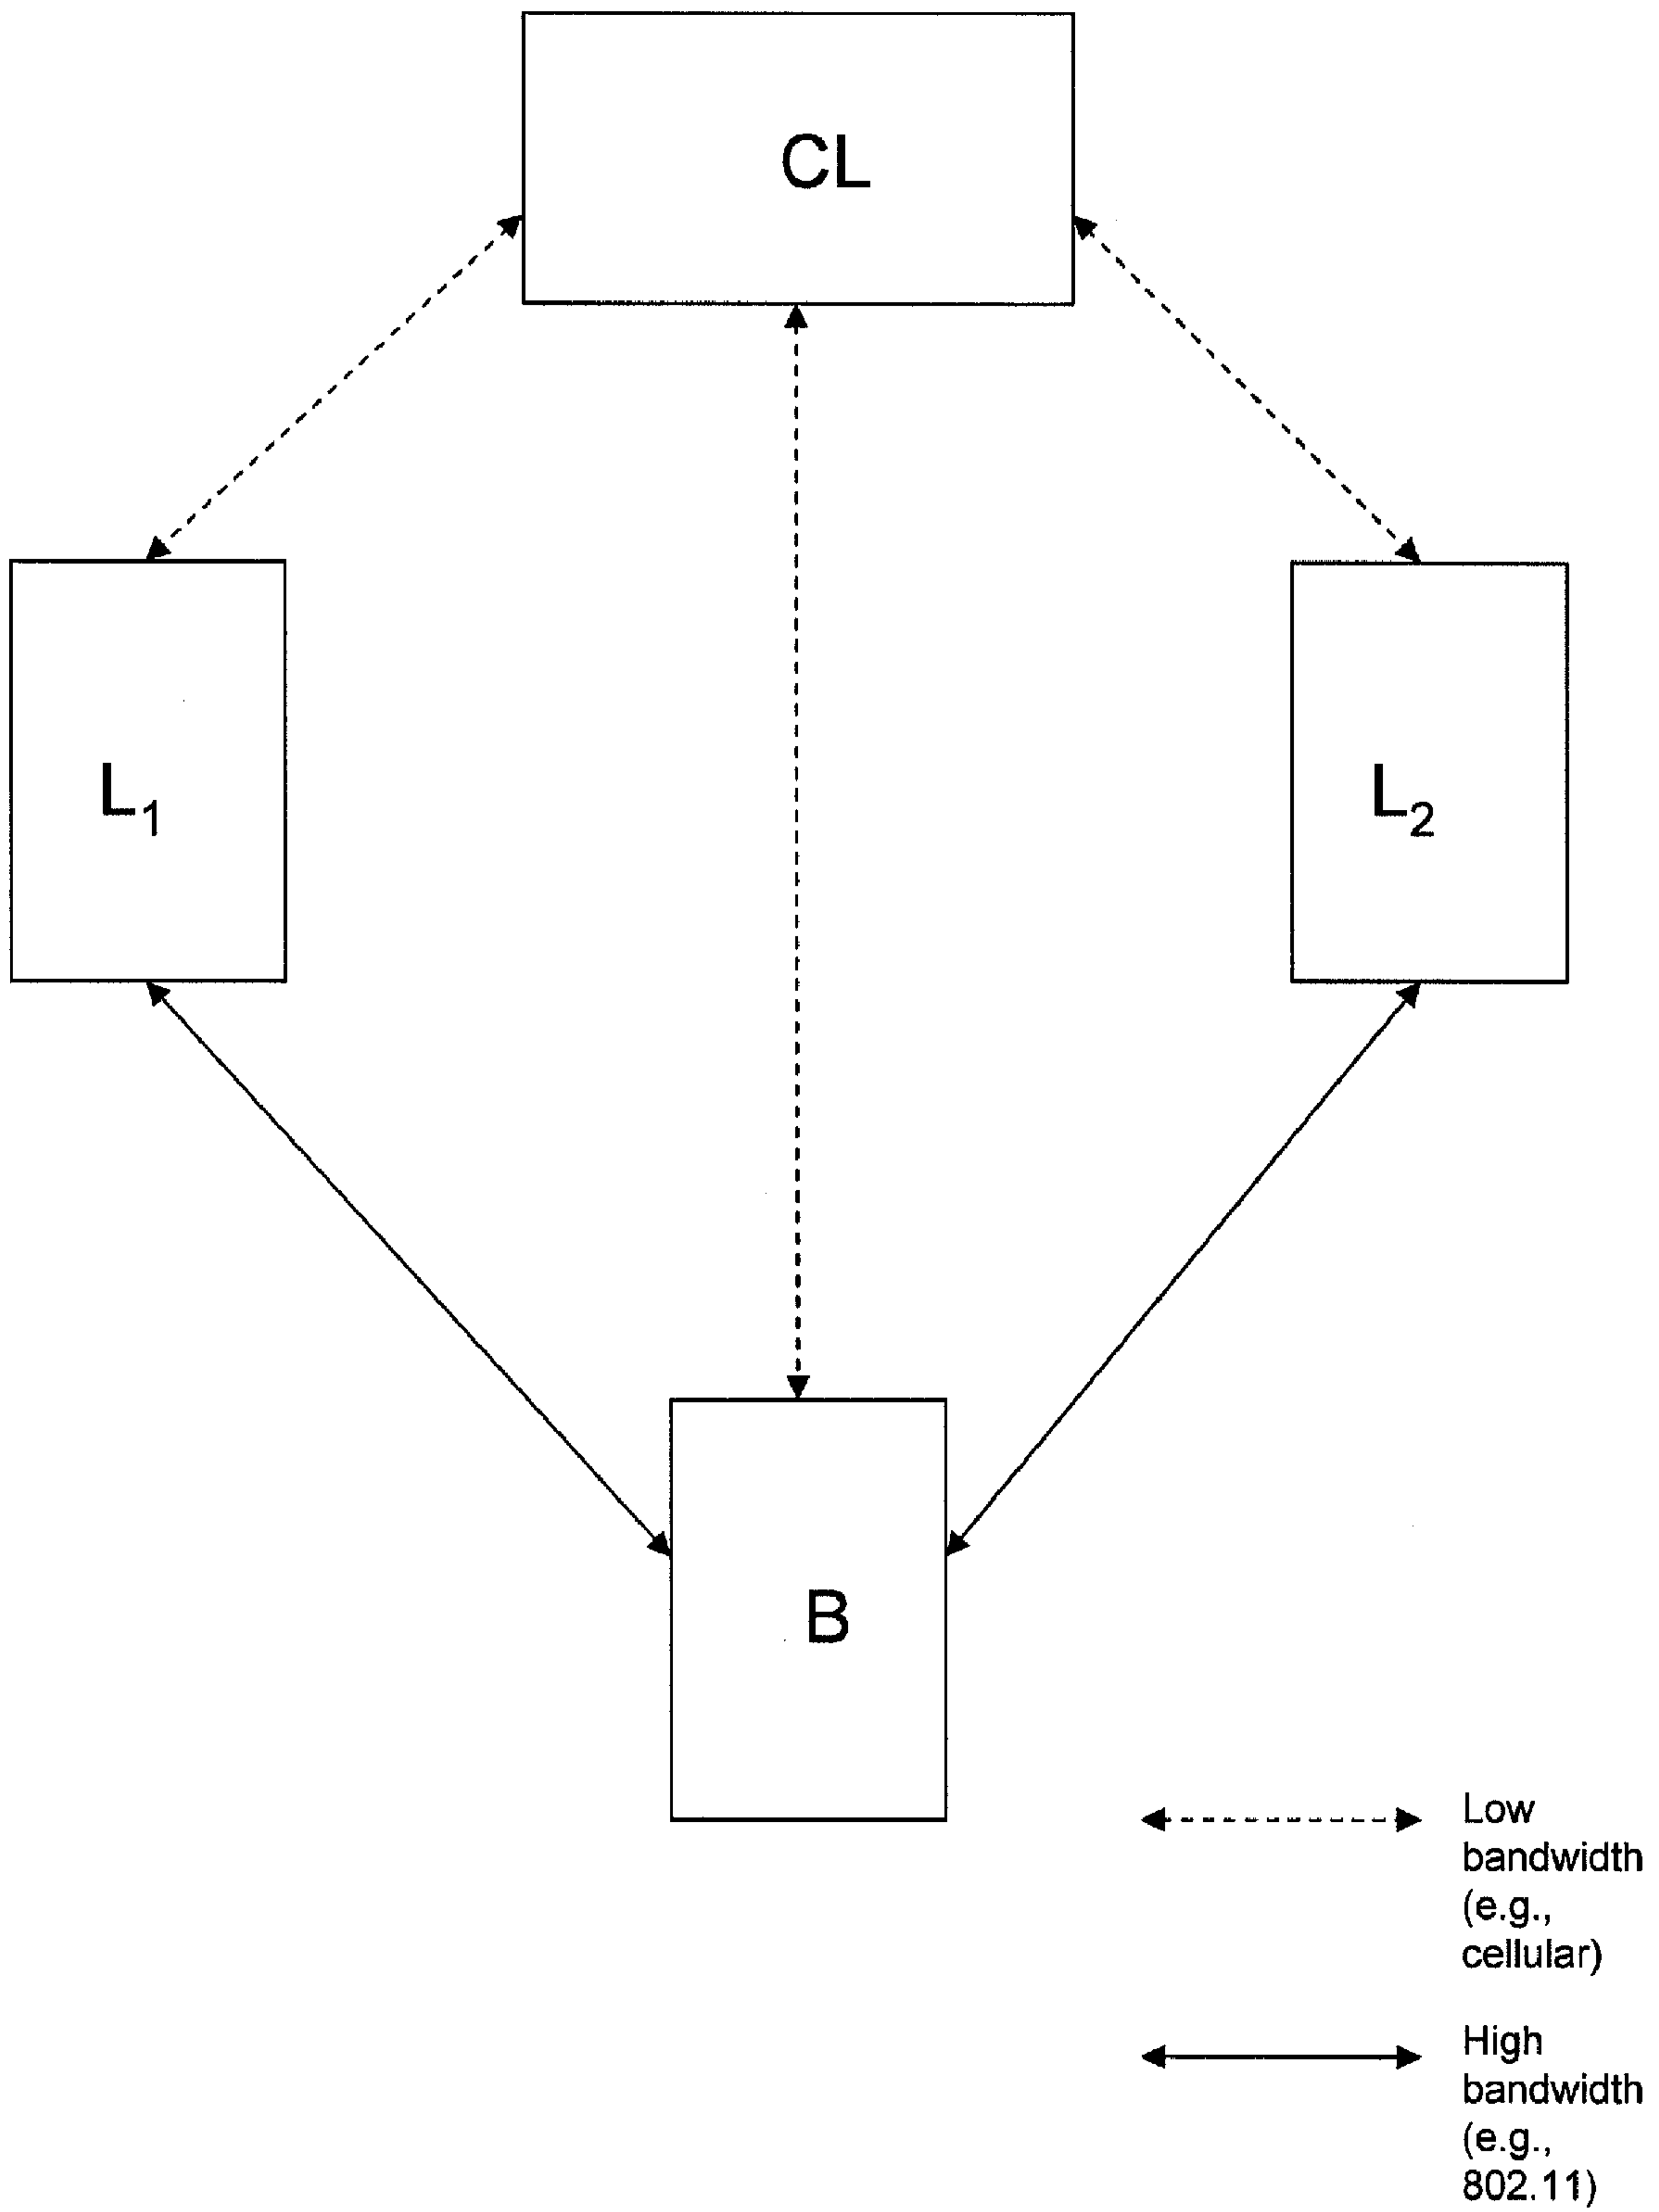 CL
L1
L2
B
Low
bandwidth
(e.g.,
cellular)
High
bandwidth
(e.g.,
802.11)